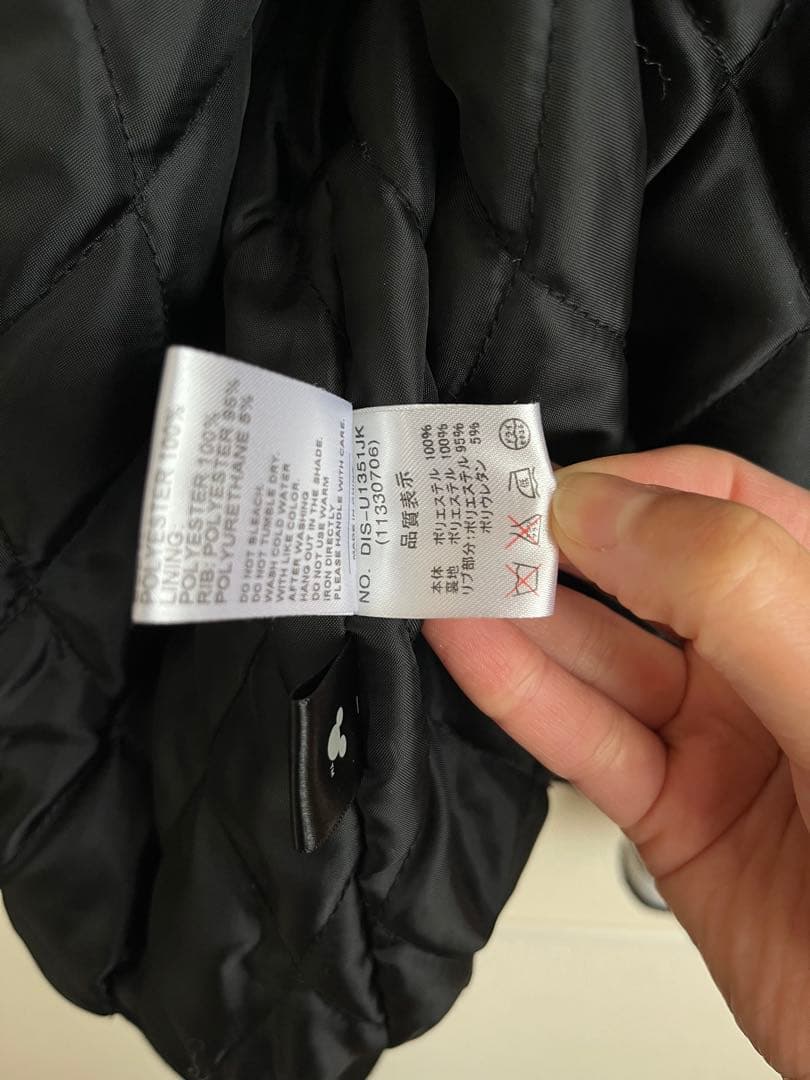 POLYESTER 100%
LINING:
POLYESTER 100%
RIB: POLYESTER 95%
POLYURETHANE 5%
DO NOT BLEACH.
DO NOT TUMBLE DRY.
WASH COLD WATER
WITH LIKE COLOR.
AFTER WASHING
HANG OUT IN THE SHADE.
DO NOT USE WARM
IRON DIRECTLY
PLEASE HANDLE WITH CARE.
NO. DIS-U1351JK
(11330706)
品質表示
本体 ポリエステル 100%
裏地 ポリエステル 100%
リブ部分:ポリエステル 95%
ポリウレタン 5%